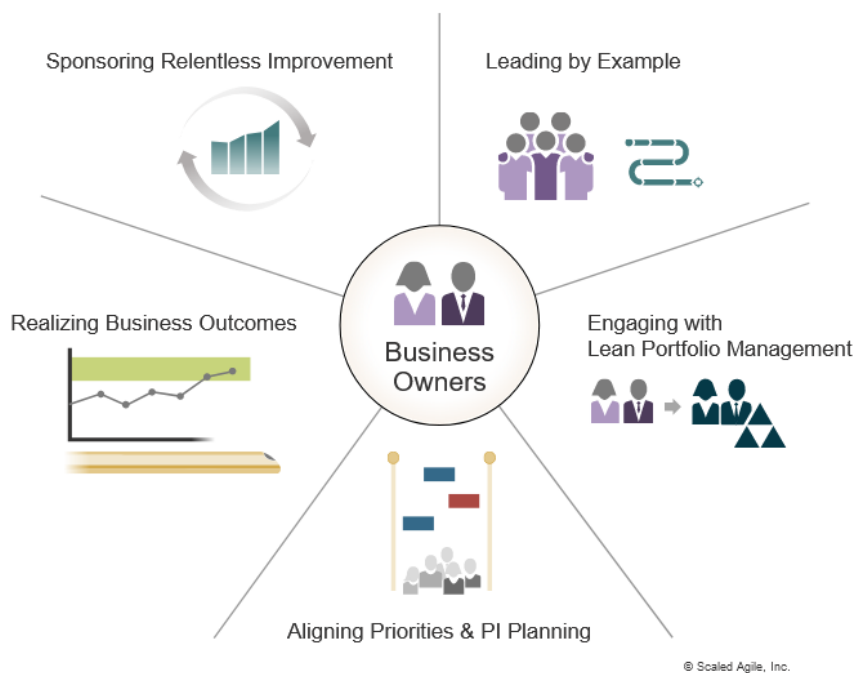 Sponsoring Relentless Improvement
Leading by Example
Realizing Business Outcomes
Business
Owners
Engaging with
Lean Portfolio Management
Aligning Priorities & PI Planning
© Scaled Agile, Inc.